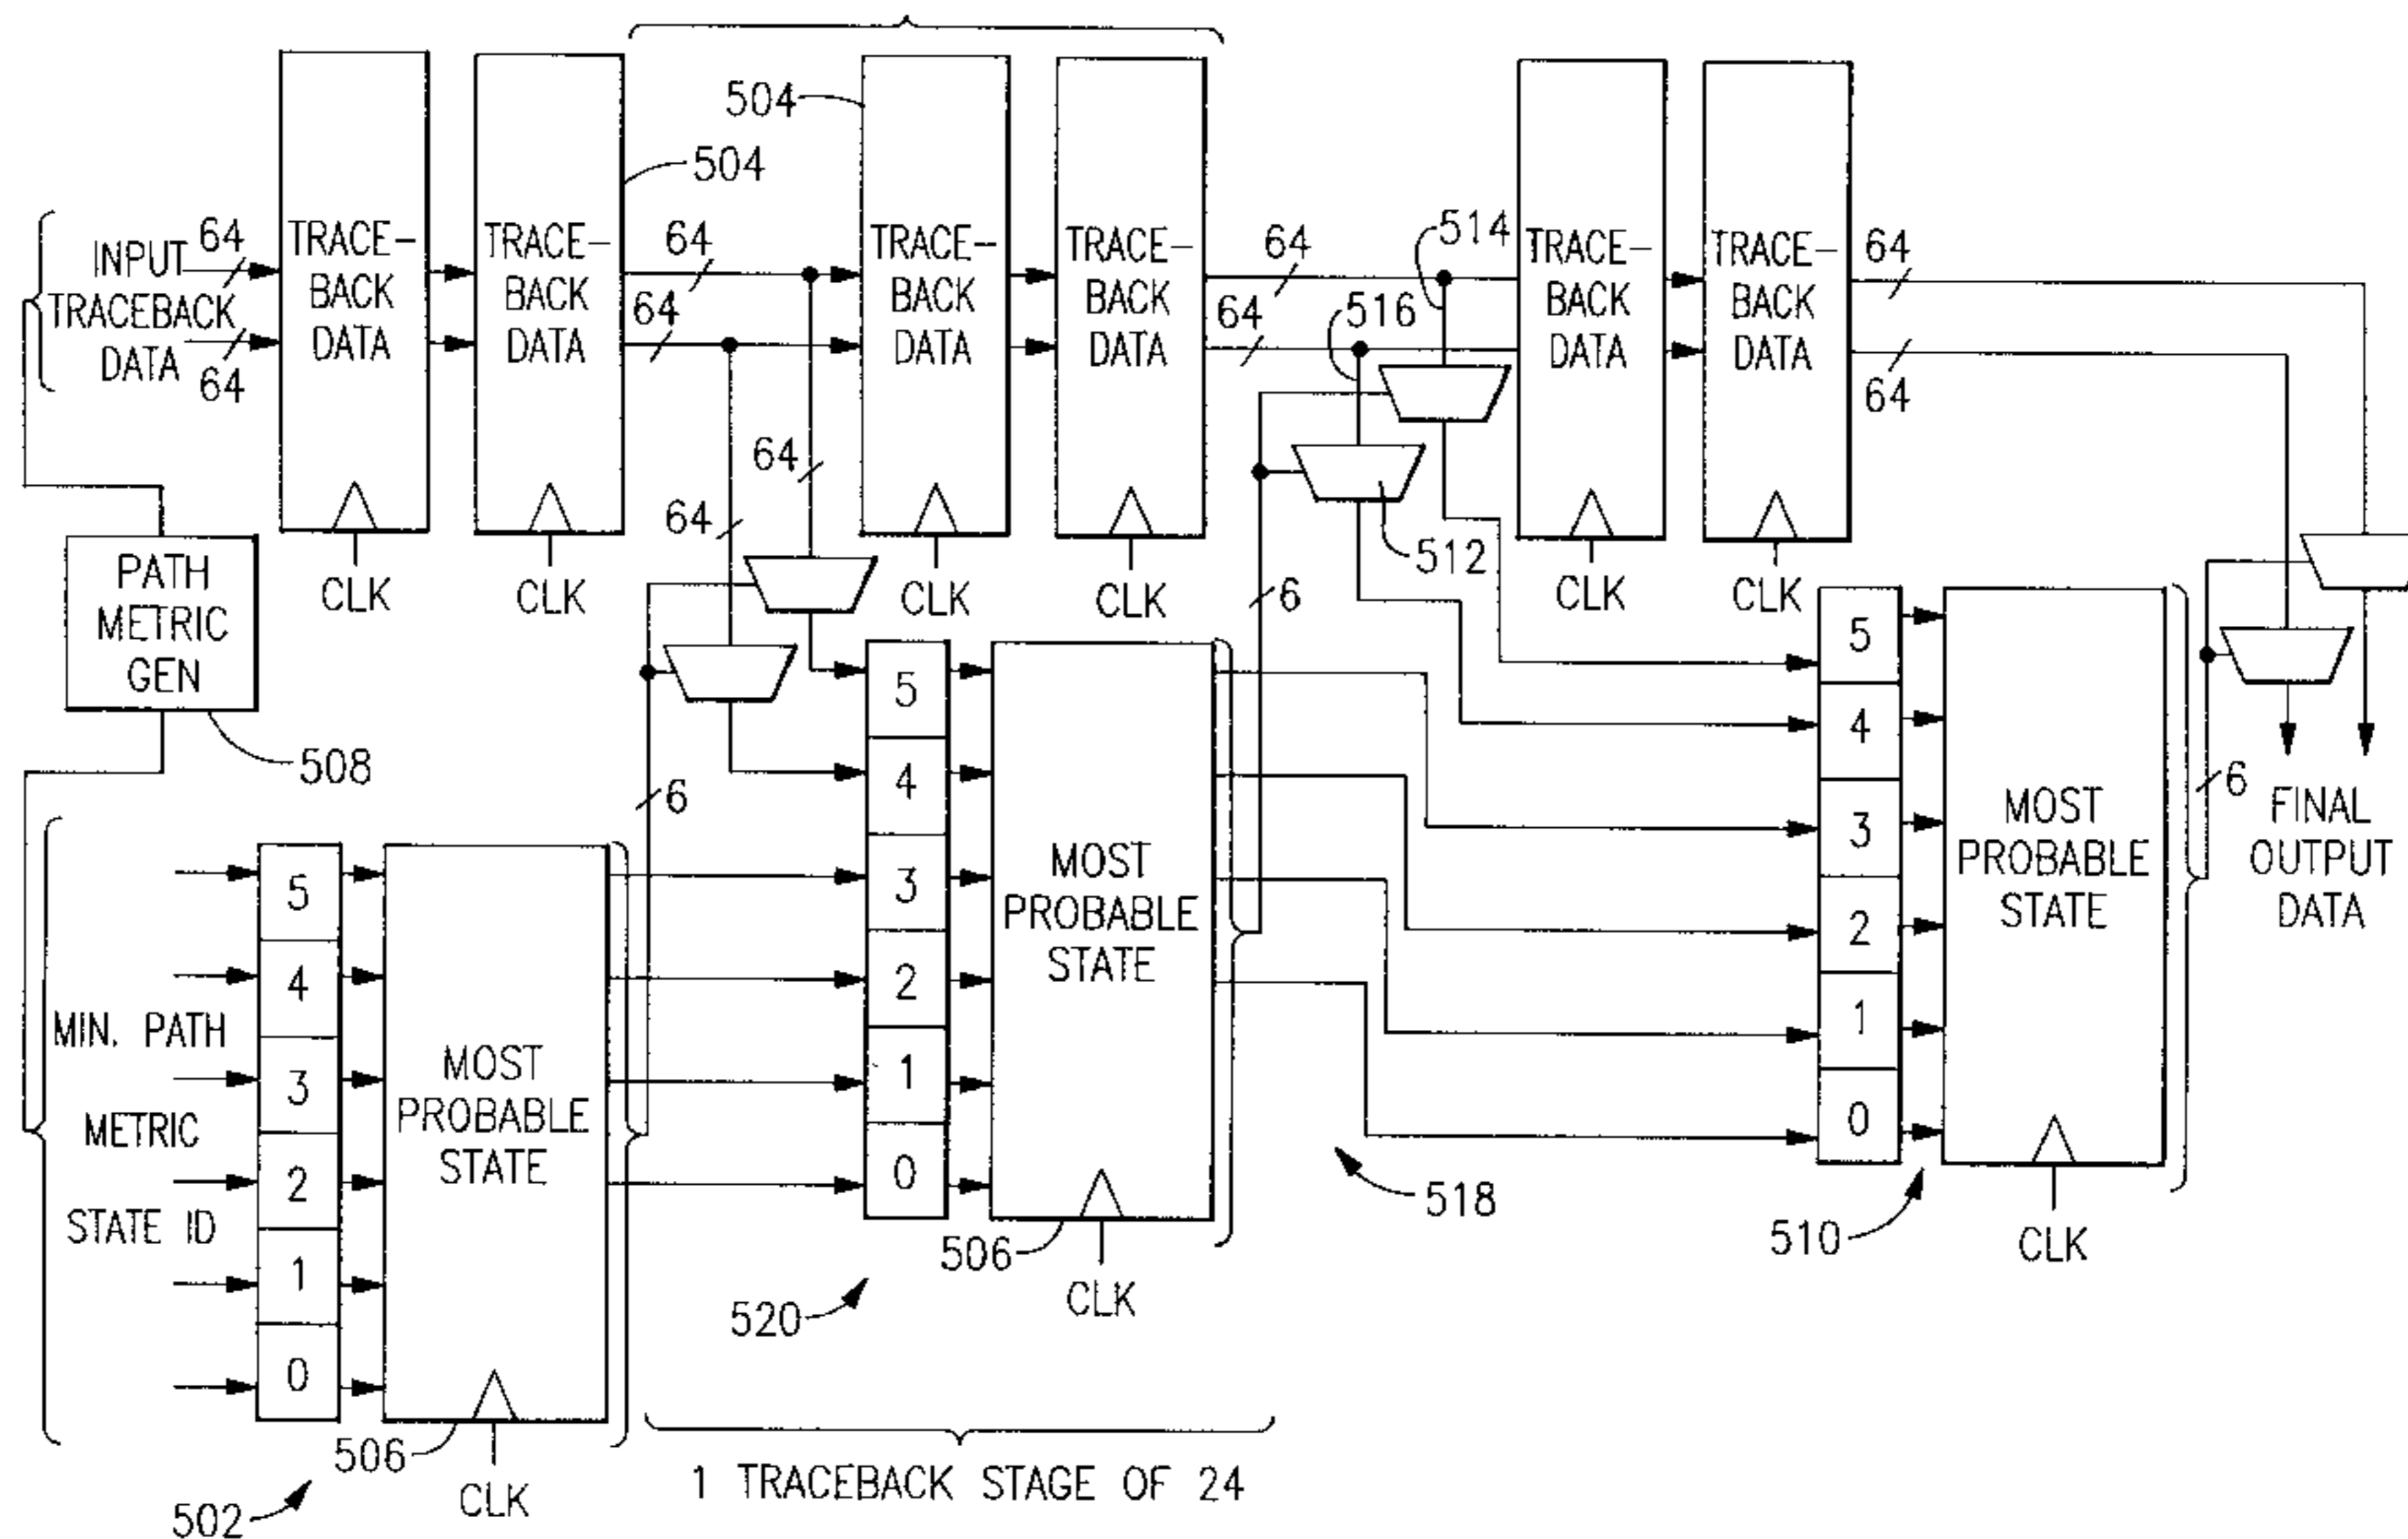 504
504
INPUT
TRACEBACK
DATA
64
64
TRACE-
BACK
DATA
TRACE-
BACK
DATA
64
64
TRACE-
BACK
DATA
TRACE-
BACK
DATA
64
64
514
516
TRACE-
BACK
DATA
TRACE-
BACK
DATA
64
64
64
64
512
CLK
CLK
CLK
CLK
CLK
CLK
PATH
METRIC
GEN
508
6
6
6
MIN. PATH
METRIC
STATE ID
5
4
3
2
1
0
MOST
PROBABLE
STATE
506
CLK
502
5
4
3
2
1
0
MOST
PROBABLE
STATE
506
CLK
520
518
5
4
3
2
1
0
MOST
PROBABLE
STATE
510
CLK
FINAL
OUTPUT
DATA
1 TRACEBACK STAGE OF 24